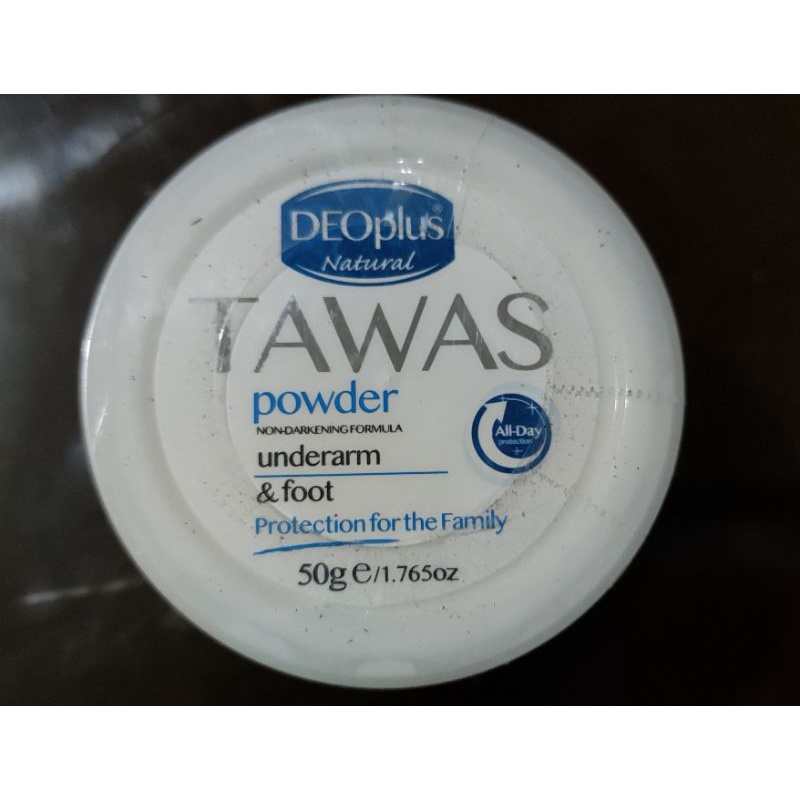 DEOplus®
Natural
TAWAS
powder
NON-DARKENING FORMULA
underarm
& foot
All-Day
protection
Protection for the Family
50g e/1.765oz